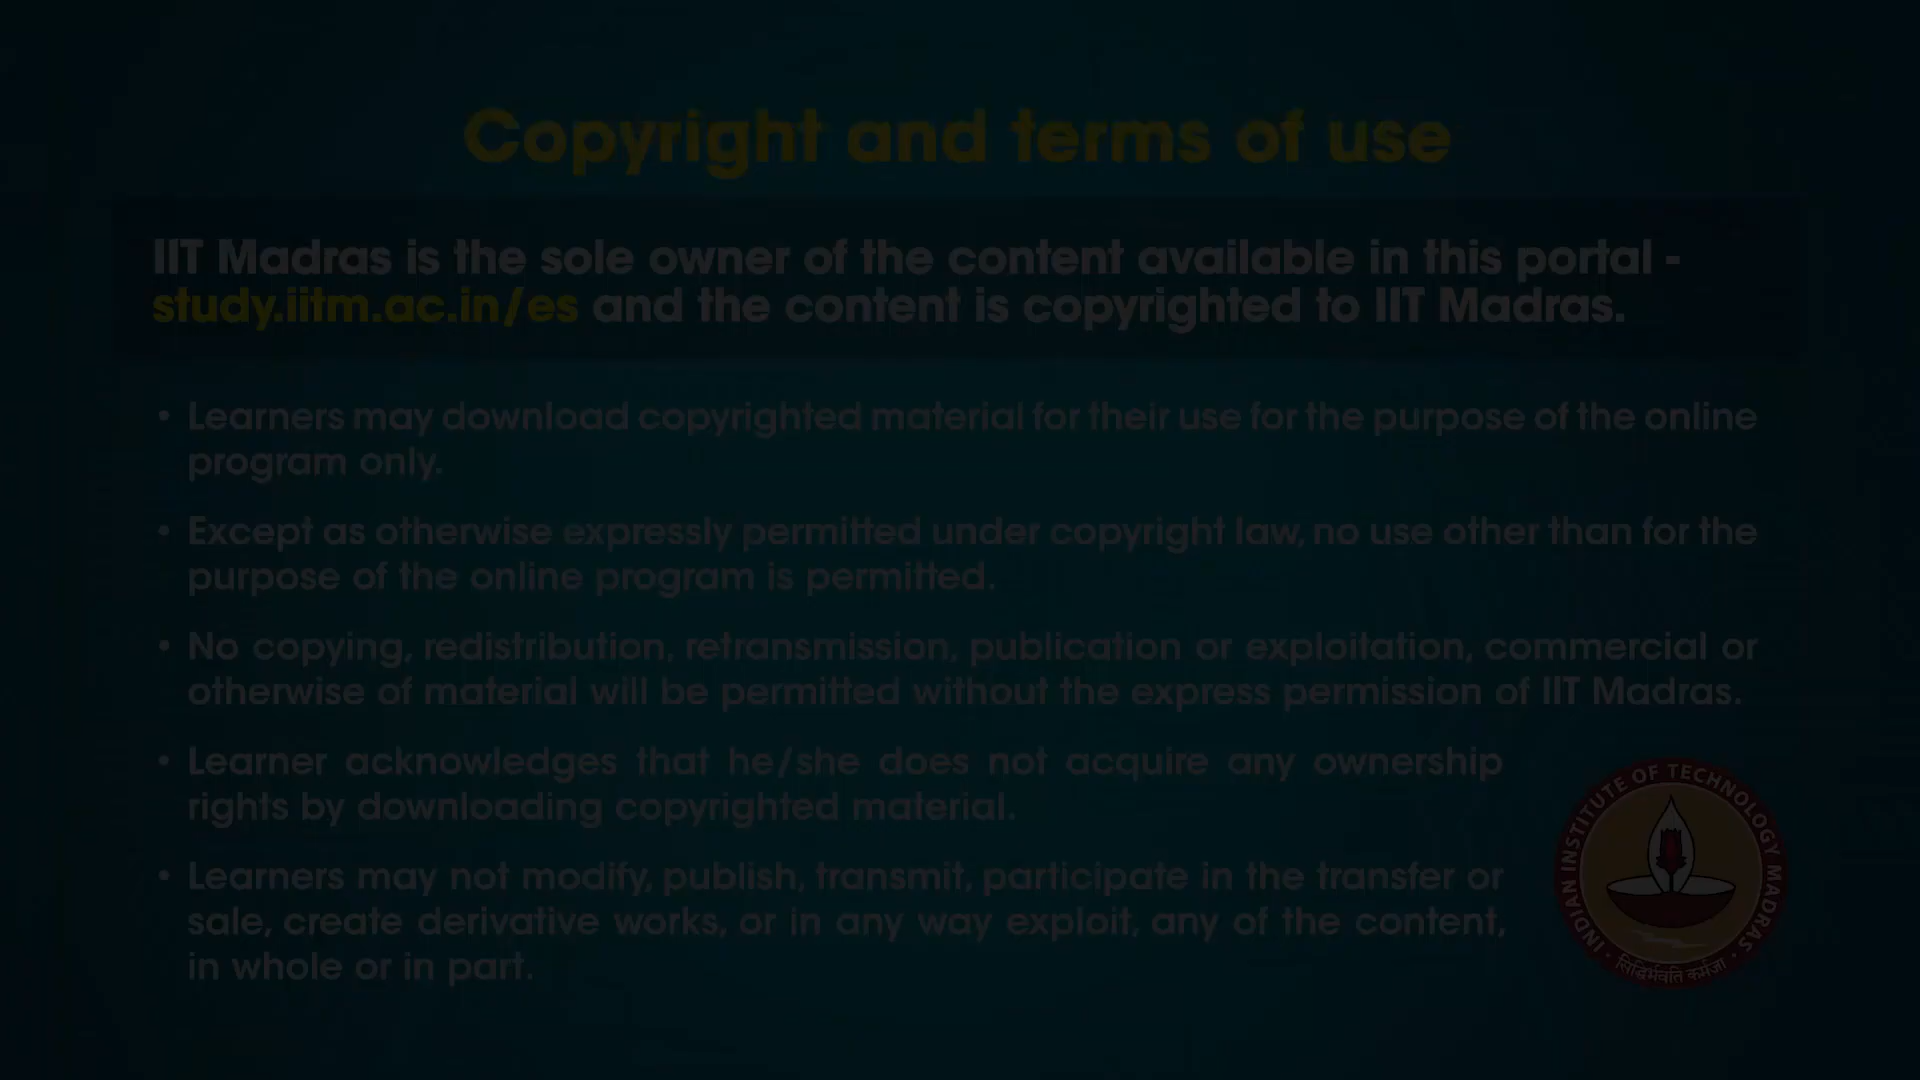 Copyright and terms of use
IIT Madras is the sole owner of the content available in this portal -
study.iitm.ac.in/es and the content is copyrighted to IIT Madras.
• Learners may download copyrighted material for their use for the purpose of the online
program only.
• Except as otherwise expressly permitted under copyright law, no use other than for the
purpose of the online program is permitted.
• No copying, redistribution, retransmission, publication or exploitation, commercial or
otherwise of material will be permitted without the express permission of IIT Madras.
• Learner acknowledges that he/she does not acquire any ownership
rights by downloading copyrighted material.
• Learners may not modify, publish, transmit, participate in the transfer or
sale, create derivative works, or in any way exploit, any of the content,
in whole or in part.
INDIAN INSTITUTE OF TECHNOLOGY MADRAS
सिद्धिर्भवति कर्मजा